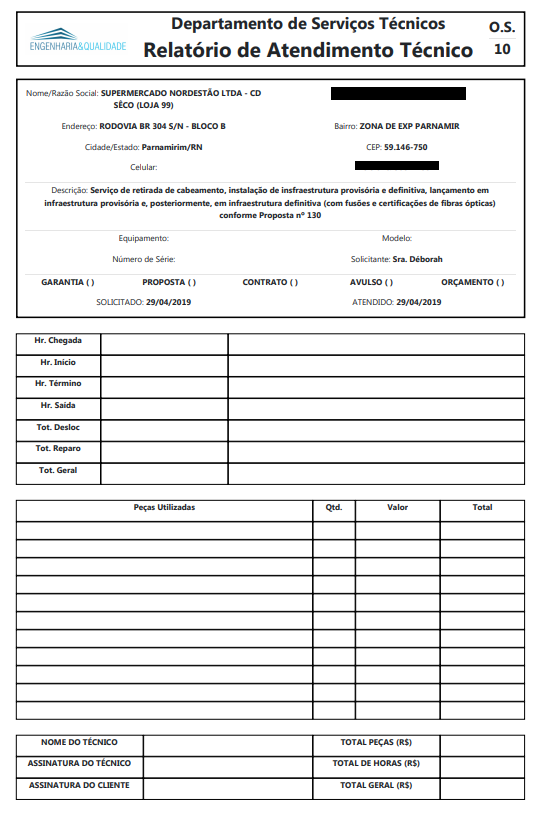 ENGENHARIA&QUALIDADE
Departamento de Serviços Técnicos
Relatório de Atendimento Técnico
O.S.
10
Nome/Razão Social: SUPERMERCADO NORDESTÃO LTDA - CD
SÊCO (LOJA 99)
Endereço: RODOVIA BR 304 S/N - BLOCO B
Bairro: ZONA DE EXP PARNAMIR
Cidade/Estado: Parnamirim/RN
CEP: 59.146-750
Celular:
Descrição: Serviço de retirada de cabeamento, instalação de insfraestrutura provisória e definitiva, lançamento em
infraestrutura provisória e, posteriormente, em infraestrutura definitiva (com fusões e certificações de fibras ópticas)
conforme Proposta nº 130
Equipamento:
Modelo:
Número de Série:
Solicitante: Sra. Déborah
GARANTIA ( ) PROPOSTA ( ) CONTRATO ( ) AVULSO ( ) ORÇAMENTO ( )
SOLICITADO: 29/04/2019
ATENDIDO: 29/04/2019
Hr. Chegada
Hr. Início
Hr. Término
Hr. Saída
Tot. Desloc
Tot. Reparo
Tot. Geral
Peças Utilizadas Qtd. Valor Total
NOME DO TÉCNICO TOTAL PEÇAS (R$)
ASSINATURA DO TÉCNICO TOTAL DE HORAS (R$)
ASSINATURA DO CLIENTE TOTAL GERAL (R$)